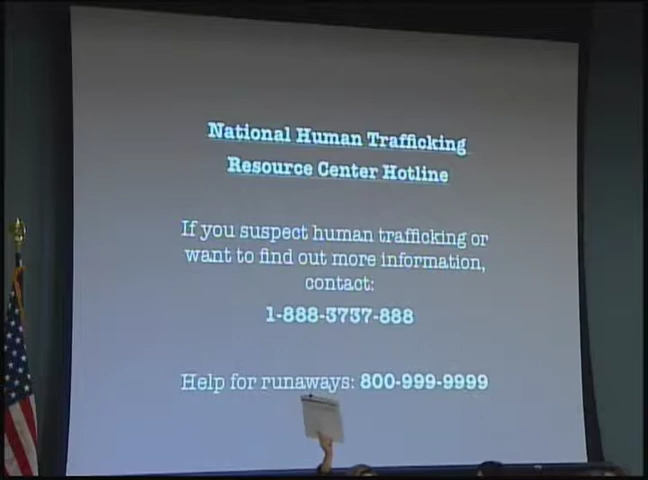 National Human Trafficking
Resource Center Hotline
If you suspect human trafficking or
want to find out more information,
contact:
1-888-3737-888
Help for runaways: 800-999-9999